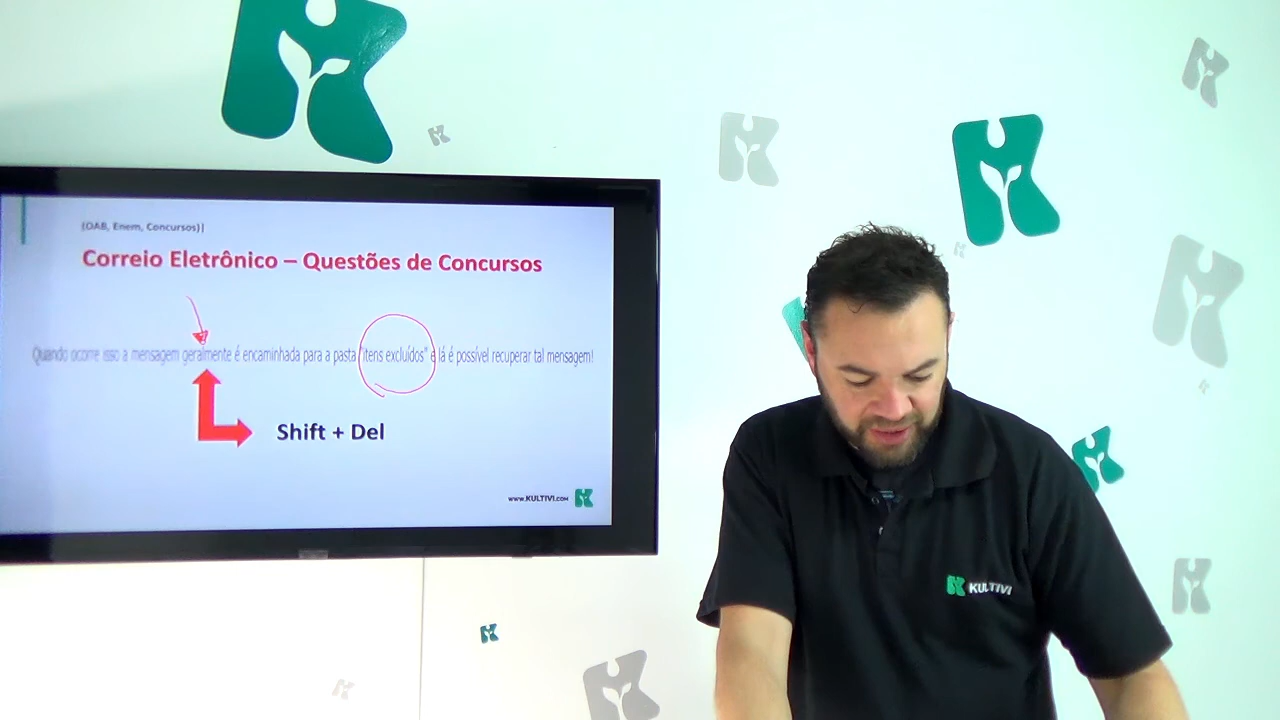 (OAB, Enem, Concursos)|
Correio Eletrônico – Questões de Concursos
Quando ocorre isso a mensagem geralmente é encaminhada para a pasta "itens excluídos" e lá é possível recuperar tal mensagem!
Shift + Del
www.KULTIVI.com
KULTIVI